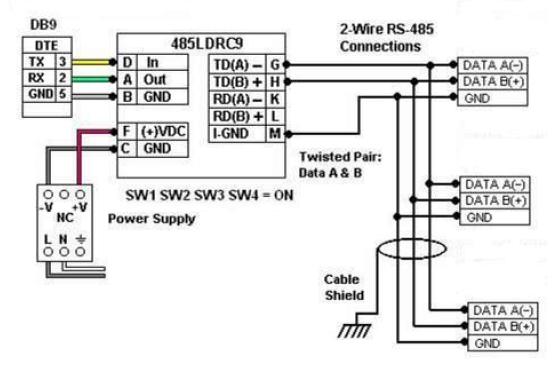 DB9
DTE
TX 3
RX 2
GND 5
485LDRC9
D In
A Out
B GND
F (+)VDC
C GND
TD(A) – G
TD(B) + H
RD(A) – K
RD(B) + L
I-GND M
2-Wire RS-485
Connections
DATA A(-)
DATA B(+)
GND
Twisted Pair:
Data A & B
DATA A(-)
DATA B(+)
GND
SW1 SW2 SW3 SW4 = ON
-V +V
NC
L N
Power Supply
Cable
Shield
DATA A(-)
DATA B(+)
GND